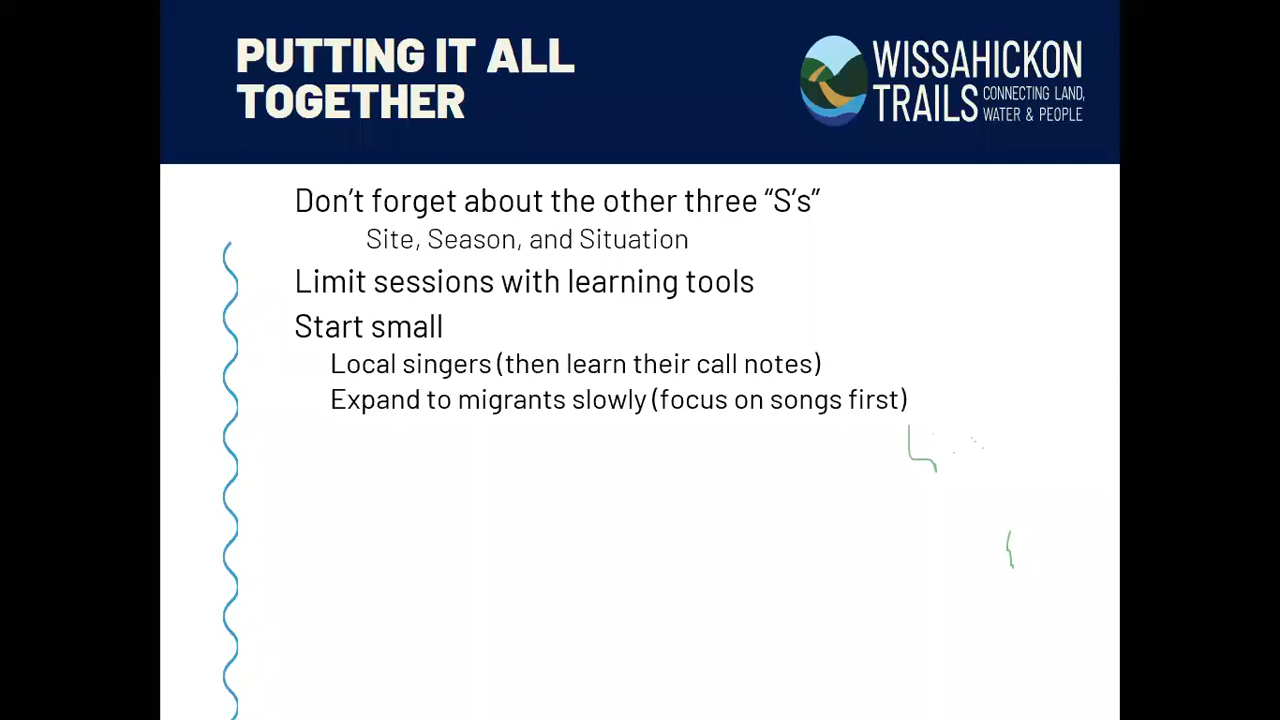 PUTTING IT ALL
TOGETHER
WISSAHICKON
TRAILS CONNECTING LAND,
WATER & PEOPLE
Don’t forget about the other three “S’s”
Site, Season, and Situation
Limit sessions with learning tools
Start small
Local singers (then learn their call notes)
Expand to migrants slowly (focus on songs first)